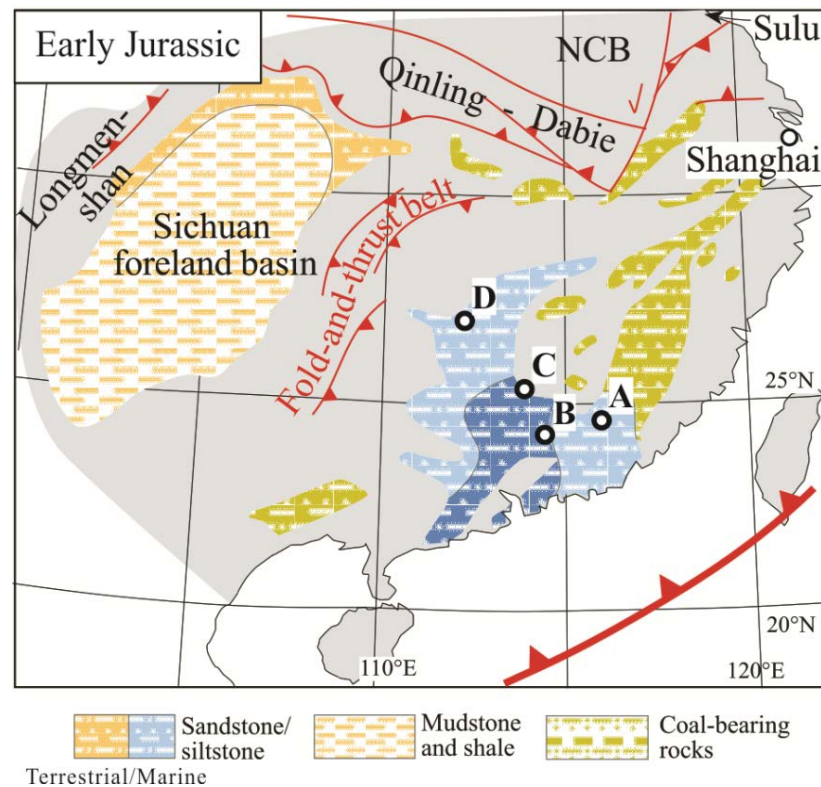 Early Jurassic
Sulu
NCB
Qinling - Dabie
Shanghai
Longmen-
shan
Sichuan
foreland basin
Fold-and-thrust belt
D
C
B
A
25°N
20°N
110°E
120°E
Sandstone/
siltstone
Mudstone
and shale
Coal-bearing
rocks
Terrestrial/Marine